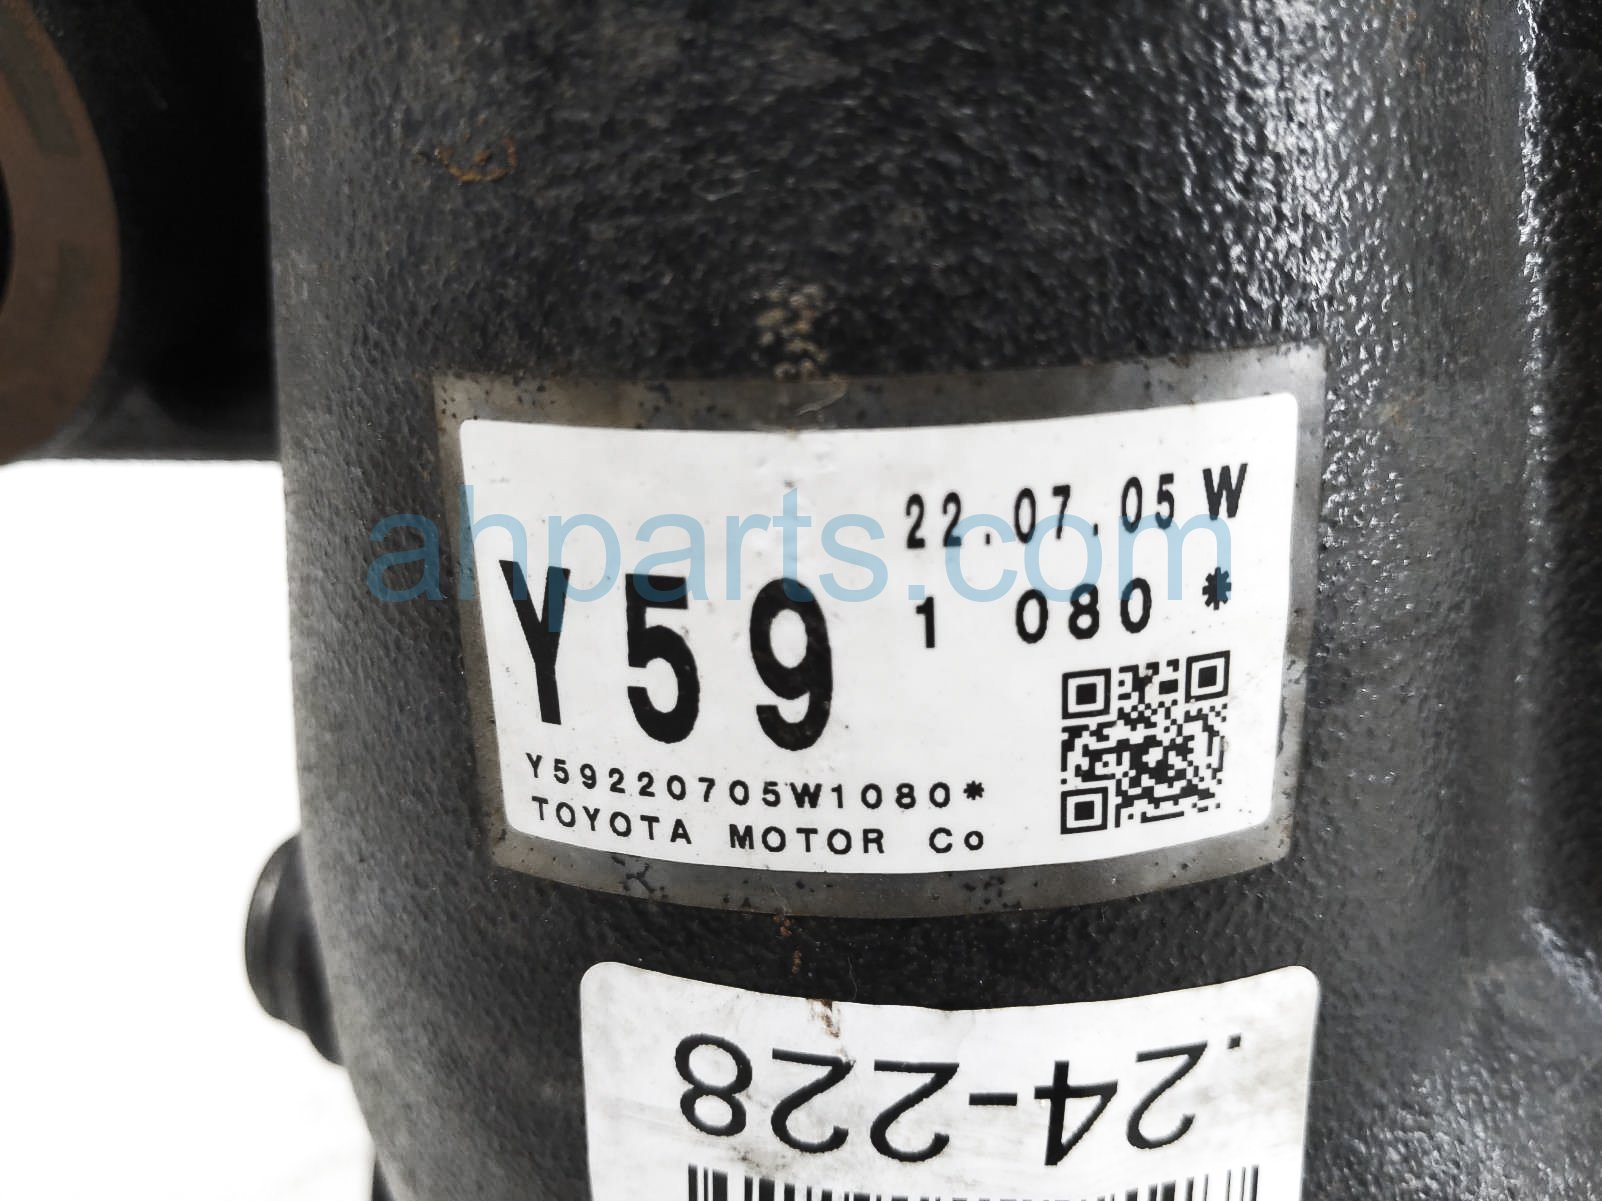 22.07.05 W
Y59
1 080 *
Y59220705W1080*
TOYOTA MOTOR Co
ahparts.com
.24-228